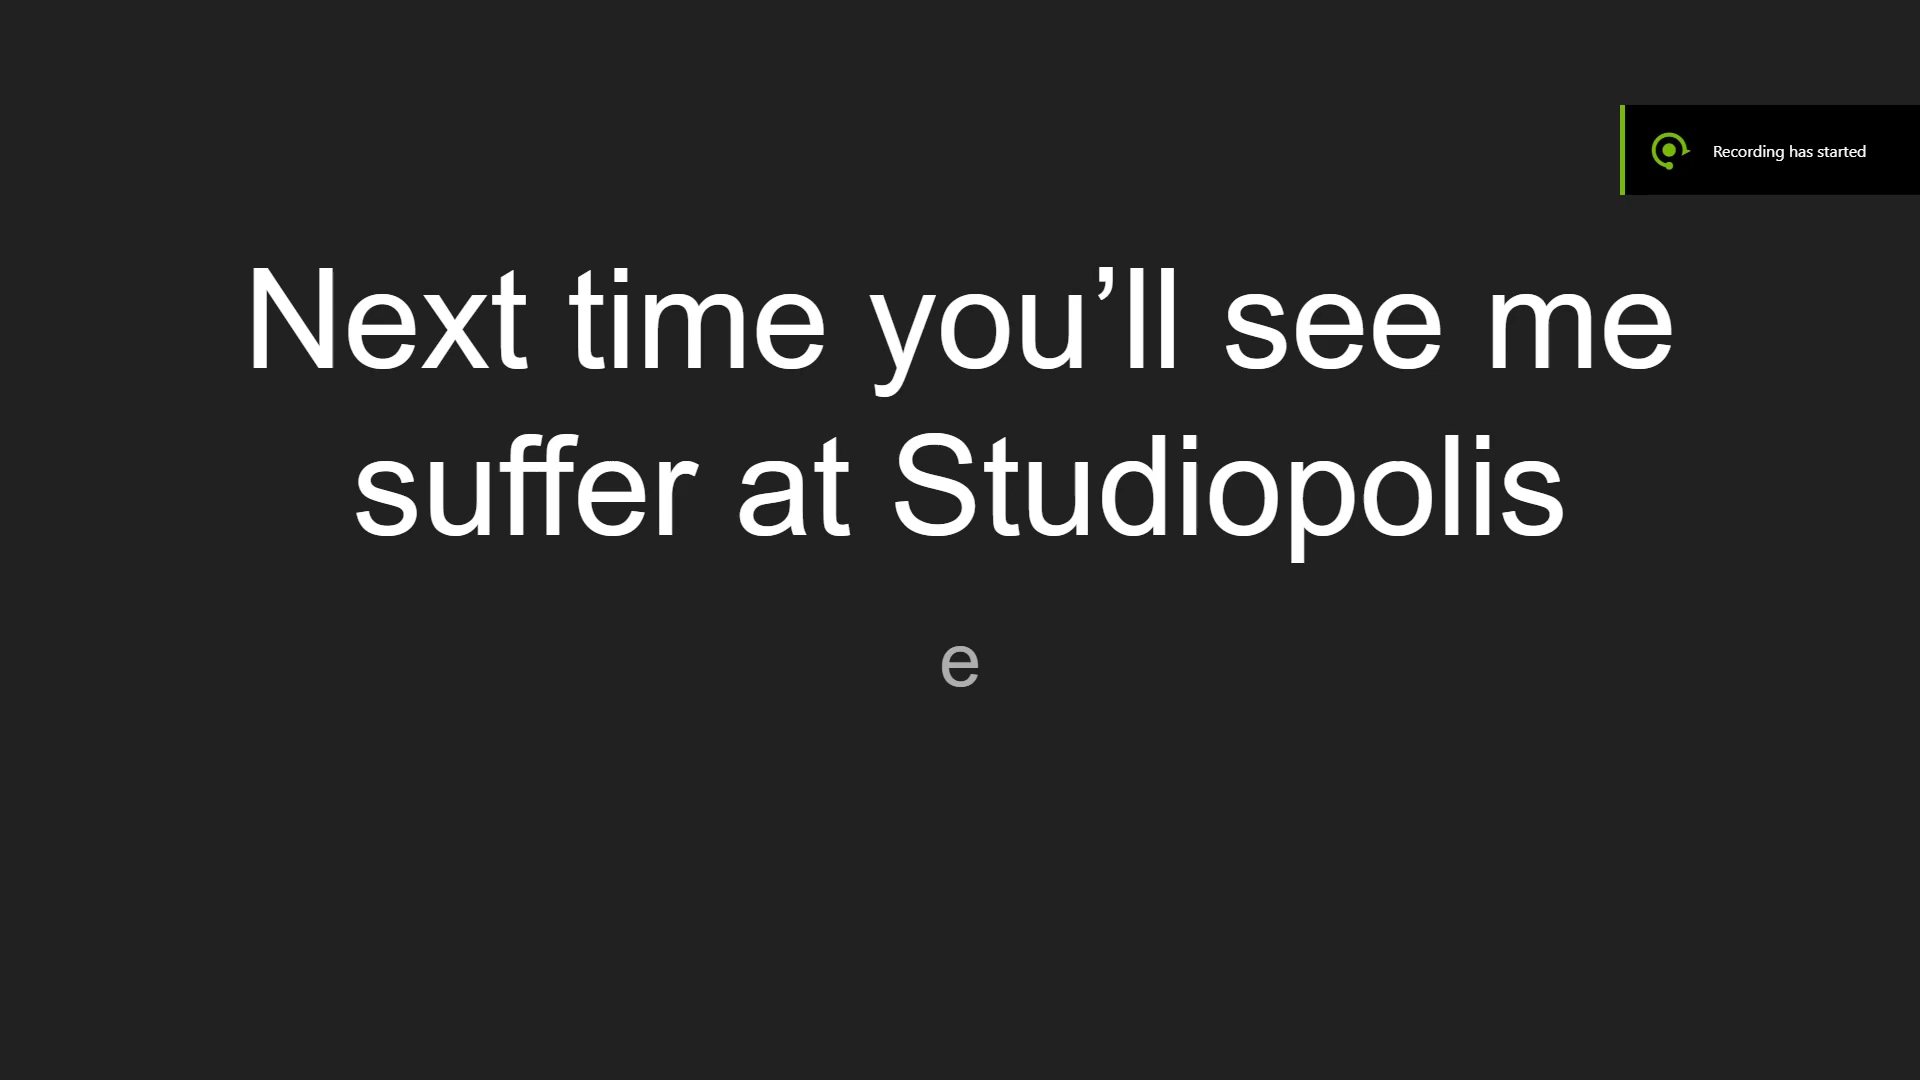 Recording has started
Next time you’ll see me
suffer at Studiopolis
e